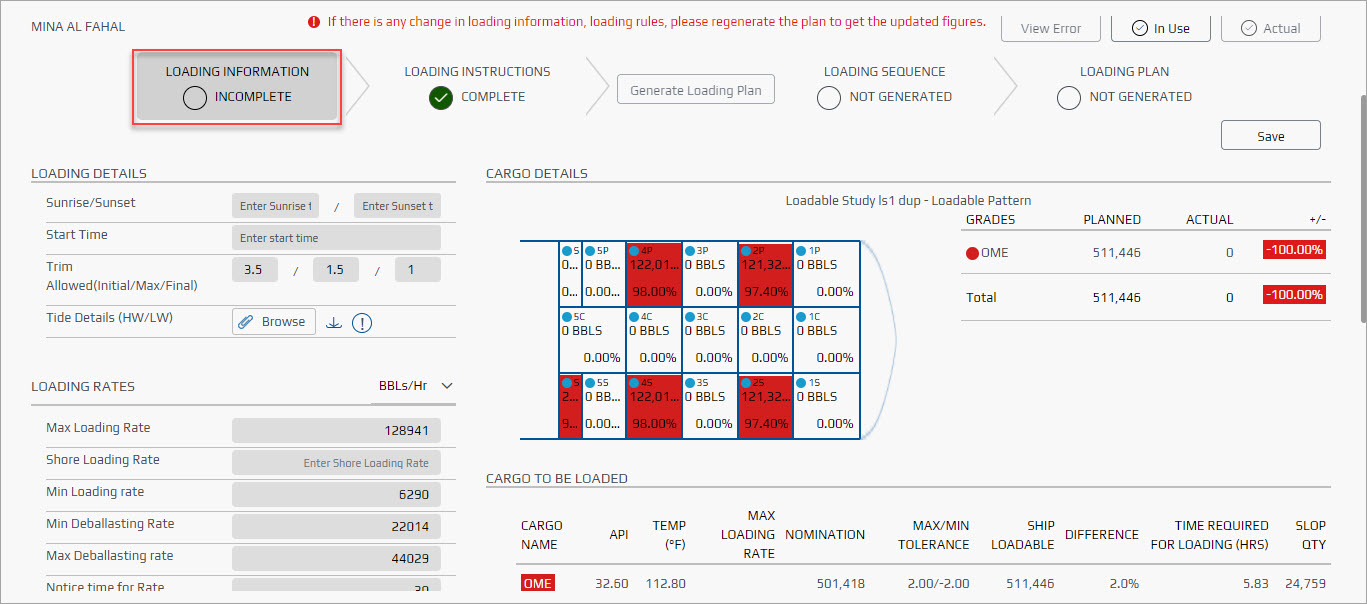 MINA AL FAHAL
If there is any change in loading information, loading rules, please regenerate the plan to get the updated figures.
View Error
In Use
Actual
LOADING INFORMATION
INCOMPLETE
LOADING INSTRUCTIONS
COMPLETE
Generate Loading Plan
LOADING SEQUENCE
NOT GENERATED
LOADING PLAN
NOT GENERATED
Save
LOADING DETAILS
Sunrise/Sunset
Enter Sunrise t / Enter Sunset t
Start Time
Enter start time
Trim
Allowed(Initial/Max/Final)
3.5 / 1.5 / 1
Tide Details (HW/LW)
Browse
LOADING RATES
BBLs/Hr
Max Loading Rate
128941
Shore Loading Rate
Enter Shore Loading Rate
Min Loading rate
6290
Min Deballasting Rate
22014
Max Deballasting rate
44029
Notice time for Rate
30
CARGO DETAILS
Loadable Study ls1 dup - Loadable Pattern
S 5P 4P 3P 2P 1P
0... 0 BB... 122,01... 0 BBLS 121,32... 0 BBLS
0... 0.00... 98.00% 0.00% 97.40% 0.00%
5C 4C 3C 2C 1C
0 BBLS 0 BBLS 0 BBLS 0 BBLS 0 BBLS
0.00% 0.00% 0.00% 0.00% 0.00%
S 5S 4S 3S 2S 1S
2... 0 BB... 122,01... 0 BBLS 121,32... 0 BBLS
9... 0.00... 98.00% 0.00% 97.40% 0.00%
GRADES PLANNED ACTUAL +/-
OME 511,446 0 -100.00%
Total 511,446 0 -100.00%
CARGO TO BE LOADED
CARGO NAME API TEMP (°F) MAX LOADING RATE NOMINATION MAX/MIN TOLERANCE SHIP LOADABLE DIFFERENCE TIME REQUIRED FOR LOADING (HRS) SLOP QTY
OME 32.60 112.80 501,418 2.00/-2.00 511,446 2.0% 5.83 24,759